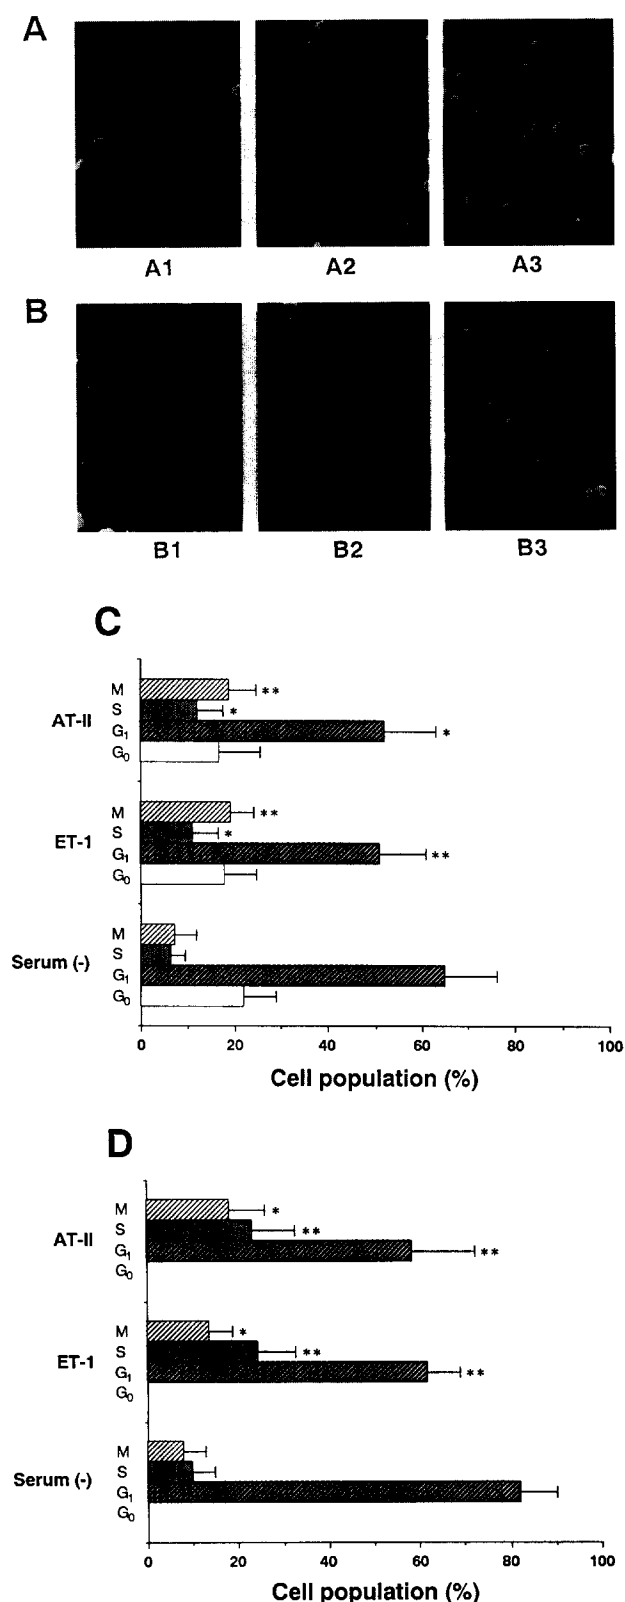 A
A1 A2 A3
B
B1 B2 B3
C
M **
AT-II S *
G1 *
G0
M **
ET-1 S *
G1 **
G0
M
Serum (-) S
G1
G0
0 20 40 60 80 100
Cell population (%)
D
M *
AT-II S **
G1 **
G0
M *
ET-1 S **
G1 **
G0
M
Serum (-) S
G1
G0
0 20 40 60 80 100
Cell population (%)